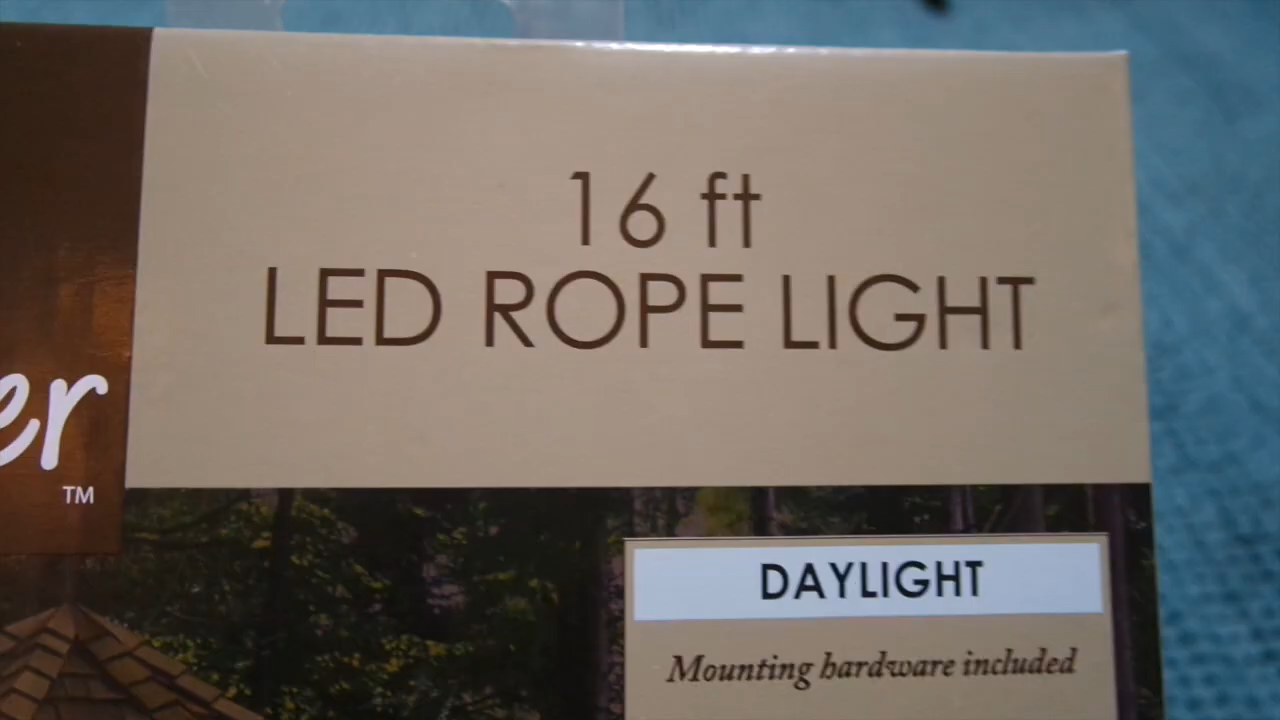 16 ft
LED ROPE LIGHT
er
TM
DAYLIGHT
Mounting hardware included